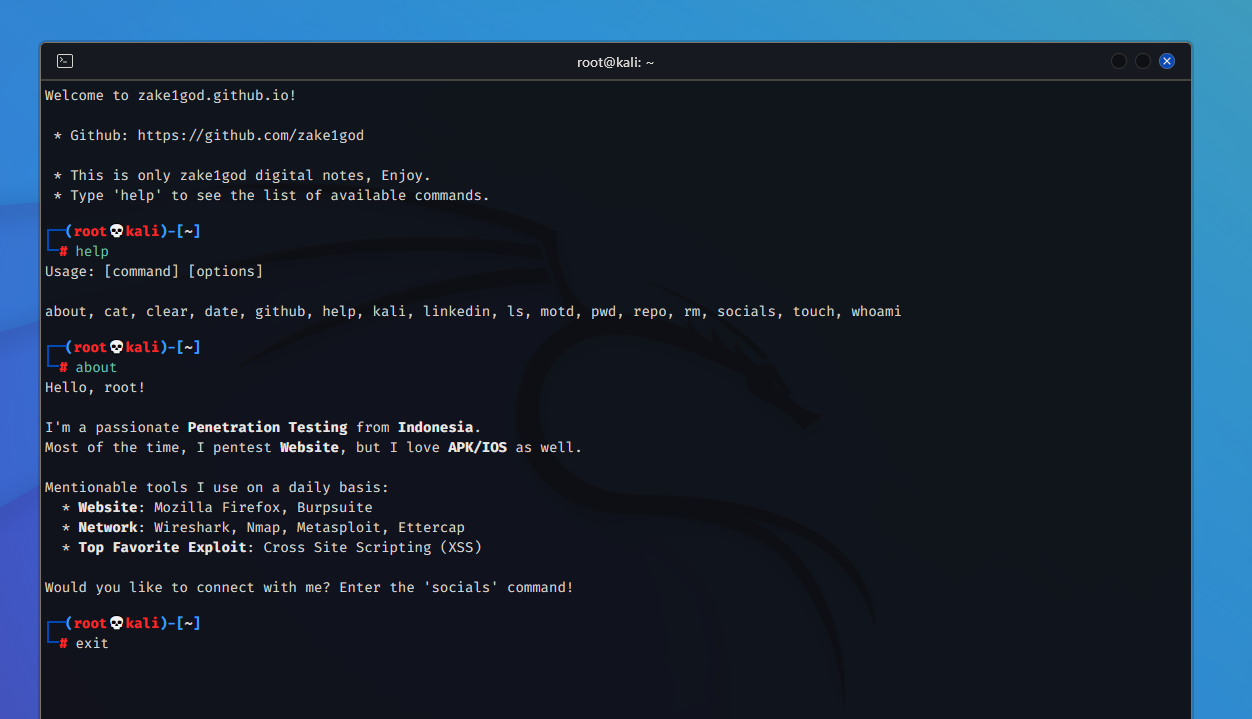 root@kali: ~
Welcome to zake1god.github.io!
* Github: https://github.com/zake1god
* This is only zake1god digital notes, Enjoy.
* Type 'help' to see the list of available commands.
┌──(root💀kali)-[~]
└─# help
Usage: [command] [options]
about, cat, clear, date, github, help, kali, linkedin, ls, motd, pwd, repo, rm, socials, touch, whoami
┌──(root💀kali)-[~]
└─# about
Hello, root!
I'm a passionate Penetration Testing from Indonesia.
Most of the time, I pentest Website, but I love APK/IOS as well.
Mentionable tools I use on a daily basis:
* Website: Mozilla Firefox, Burpsuite
* Network: Wireshark, Nmap, Metasploit, Ettercap
* Top Favorite Exploit: Cross Site Scripting (XSS)
Would you like to connect with me? Enter the 'socials' command!
┌──(root💀kali)-[~]
└─# exit